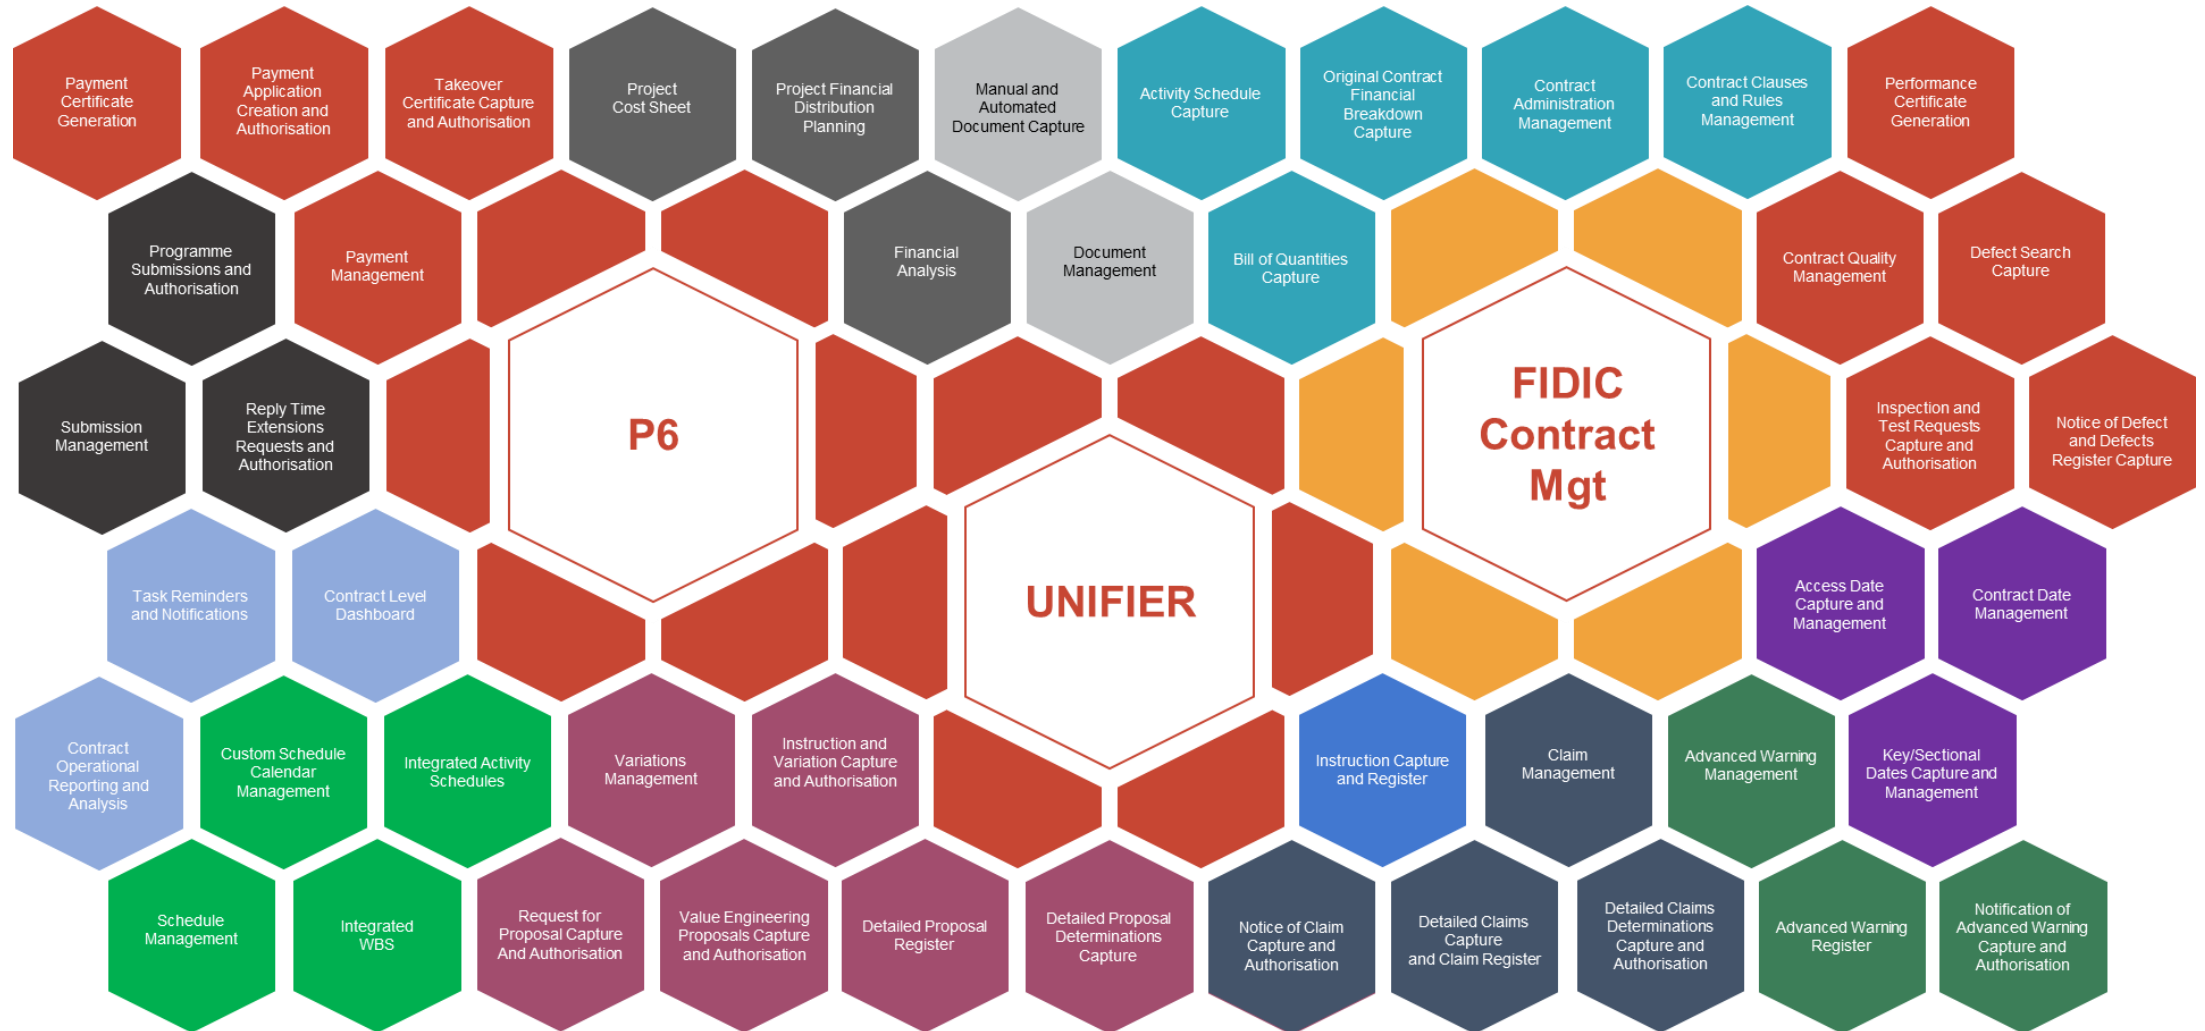 Payment
Certificate
Generation
Payment
Application
Creation and
Authorisation
Takeover
Certificate Capture
and Authorisation
Project
Cost Sheet
Project Financial
Distribution
Planning
Manual and
Automated
Document Capture
Activity Schedule
Capture
Original Contract
Financial
Breakdown
Capture
Contract
Administration
Management
Contract Clauses
and Rules
Management
Performance
Certificate
Generation
Programme
Submissions and
Authorisation
Payment
Management
Financial
Analysis
Document
Management
Bill of Quantities
Capture
Contract Quality
Management
Defect Search
Capture
Submission
Management
Reply Time
Extensions
Requests and
Authorisation
P6
FIDIC
Contract
Mgt
Inspection and
Test Requests
Capture and
Authorisation
Notice of Defect
and Defects
Register Capture
Task Reminders
and Notifications
Contract Level
Dashboard
UNIFIER
Access Date
Capture and
Management
Contract Date
Management
Contract
Operational
Reporting and
Analysis
Custom Schedule
Calendar
Management
Integrated Activity
Schedules
Variations
Management
Instruction and
Variation Capture
and Authorisation
Instruction Capture
and Register
Claim
Management
Advanced Warning
Management
Key/Sectional
Dates Capture and
Management
Schedule
Management
Integrated
WBS
Request for
Proposal Capture
And Authorisation
Value Engineering
Proposals Capture
and Authorisation
Detailed Proposal
Register
Detailed Proposal
Determinations
Capture
Notice of Claim
Capture and
Authorisation
Detailed Claims
Capture
and Claim Register
Detailed Claims
Determinations
Capture and
Authorisation
Advanced Warning
Register
Notification of
Advanced Warning
Capture and
Authorisation